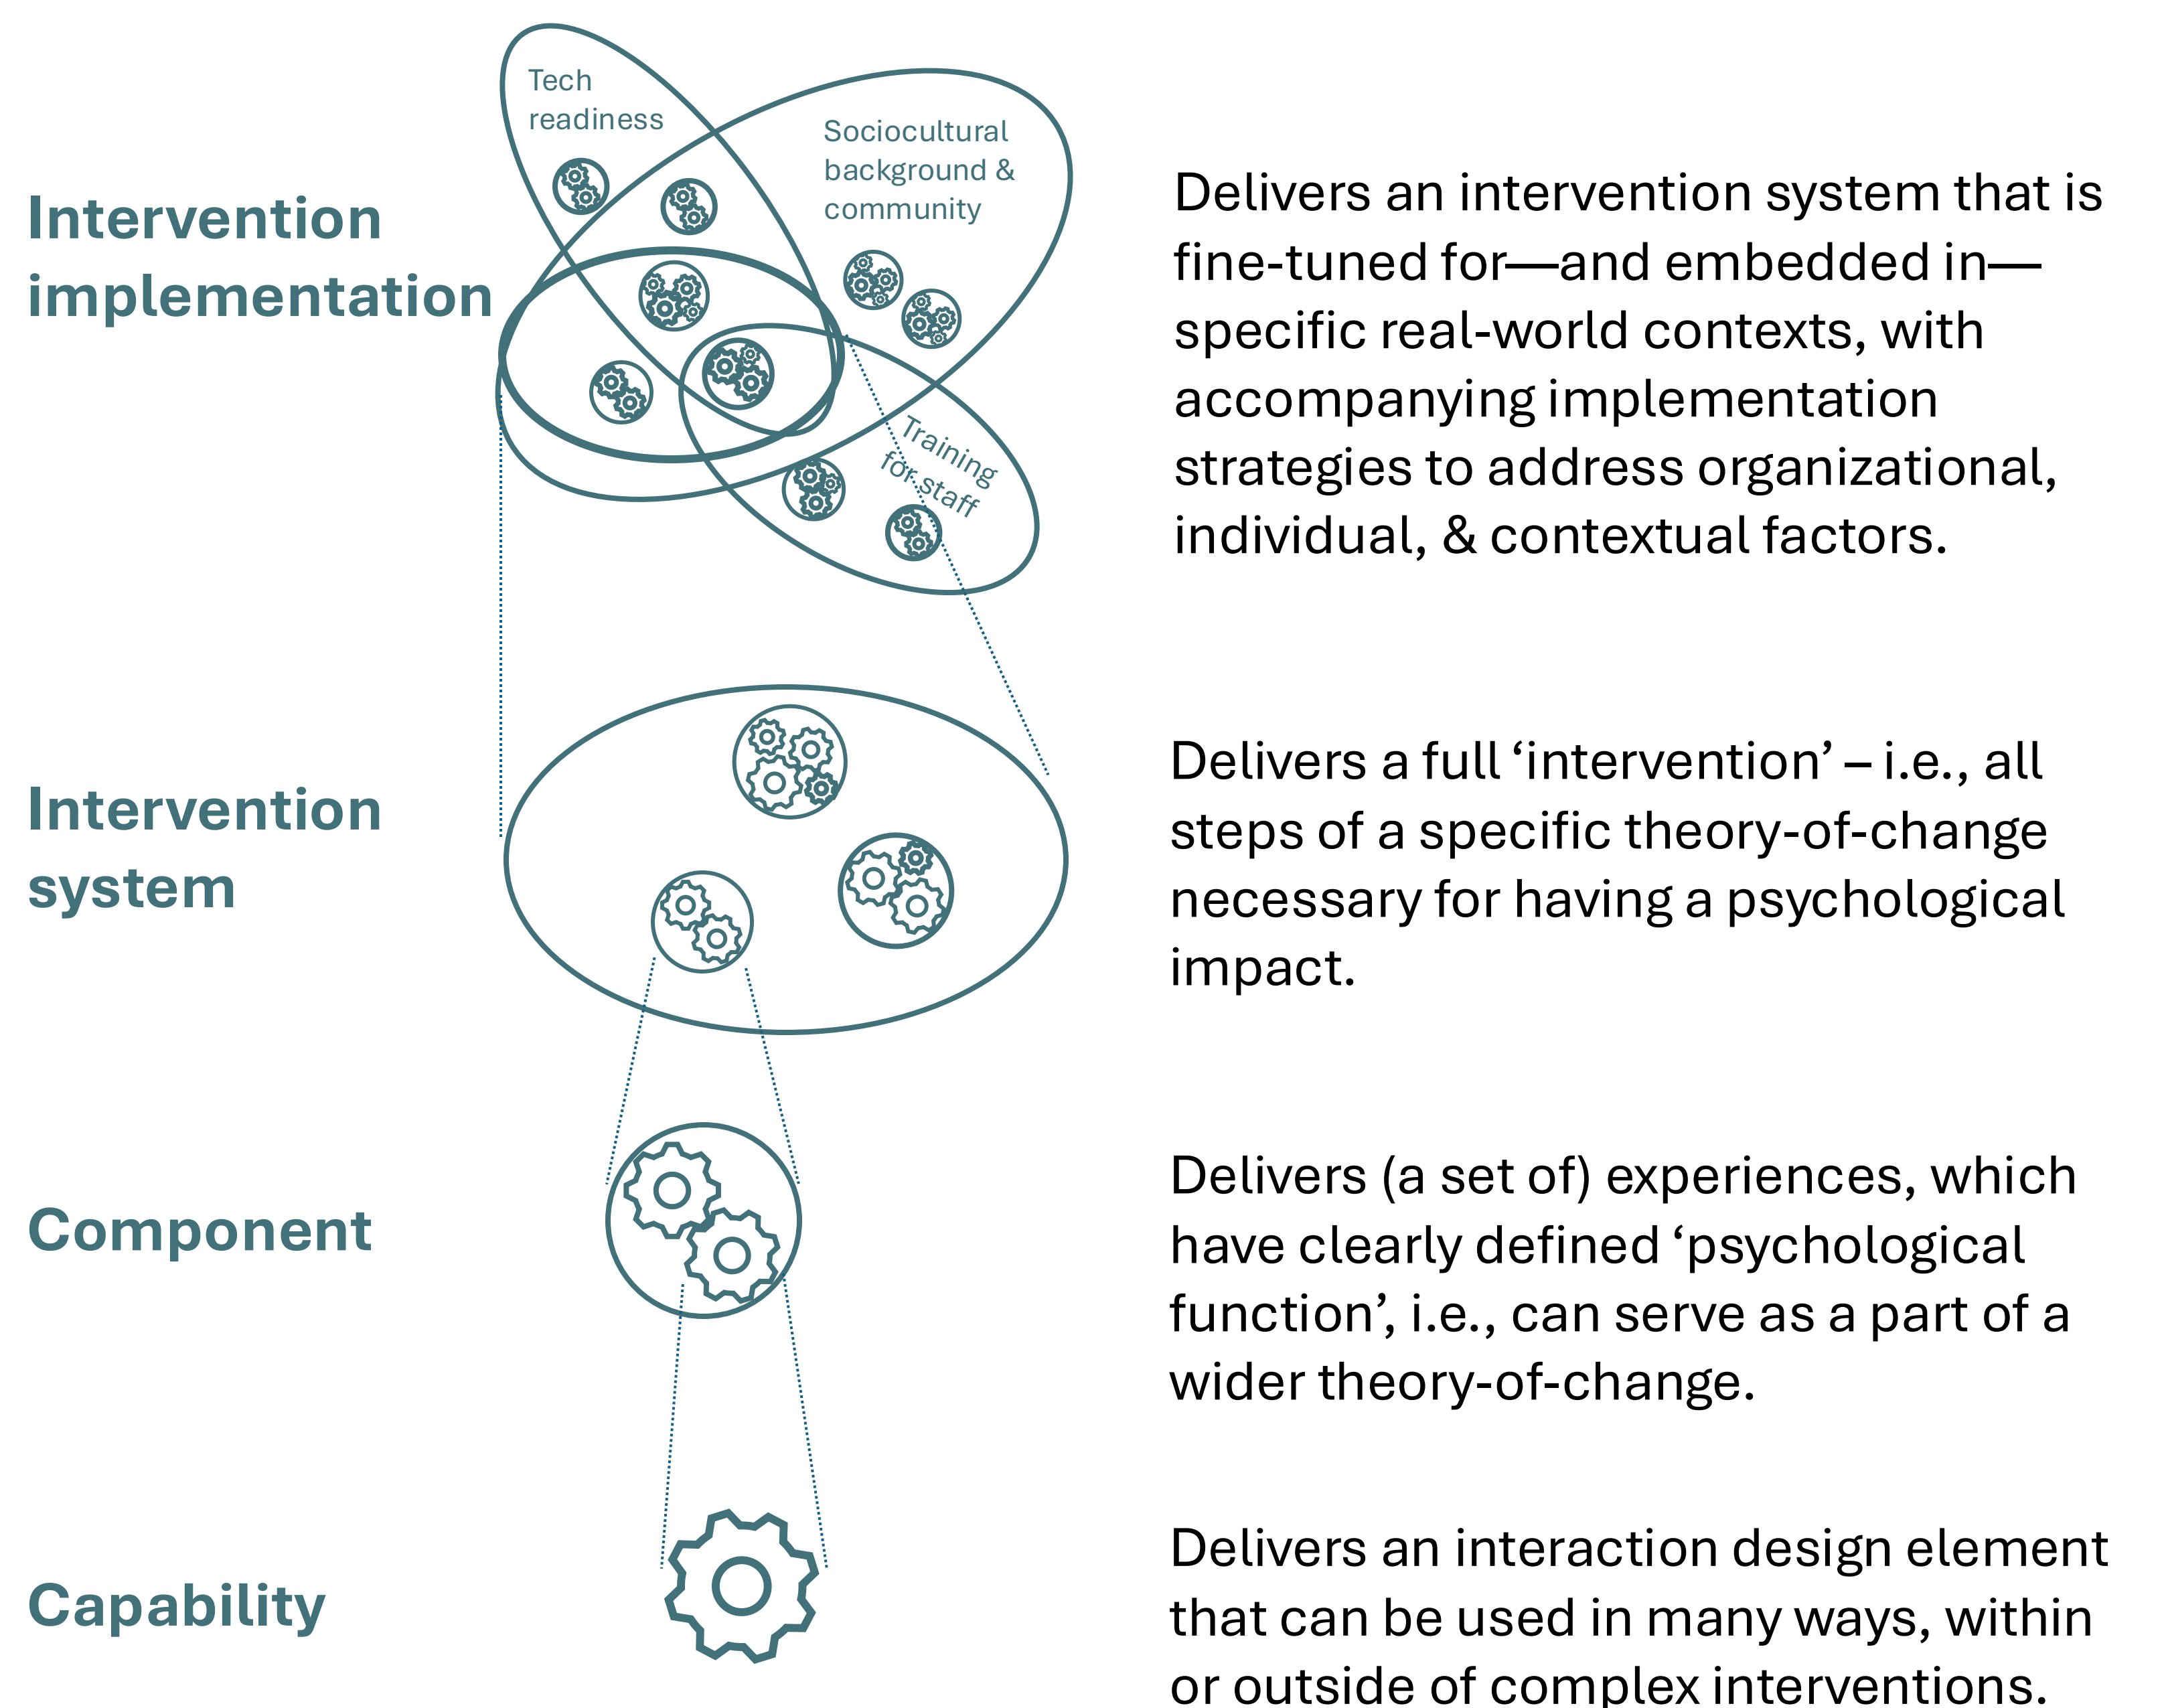 Tech
readiness
Sociocultural
background &
community
Training
for staff
Intervention
implementation
Delivers an intervention system that is
fine-tuned for—and embedded in—
specific real-world contexts, with
accompanying implementation
strategies to address organizational,
individual, & contextual factors.
Intervention
system
Delivers a full ‘intervention’ – i.e., all
steps of a specific theory-of-change
necessary for having a psychological
impact.
Component
Delivers (a set of) experiences, which
have clearly defined ‘psychological
function’, i.e., can serve as a part of a
wider theory-of-change.
Capability
Delivers an interaction design element
that can be used in many ways, within
or outside of complex interventions.